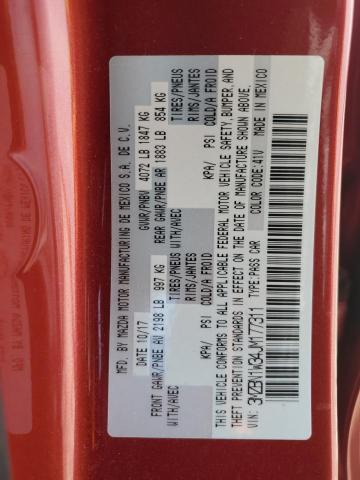 MFD. BY MAZDA MOTOR MANUFACTURING DE MEXICO S.A. DE C.V.
DATE 10/17 GVWR/PNBV 4072 LB 1847 KG
FRONT GAWR/PNBE AV 2198 LB 997 KG REAR GAWR/PNBE AR 1883 LB 854 KG
WITH/AVEC TIRES/PNEUS WITH/AVEC TIRES/PNEUS
RIMS/JANTES RIMS/JANTES
KPA/ PSI COLD/A FROID KPA/ PSI COLD/A FROID
THIS VEHICLE CONFORMS TO ALL APPLICABLE FEDERAL MOTOR VEHICLE SAFETY, BUMPER, AND
THEFT PREVENTION STANDARDS IN EFFECT ON THE DATE OF MANUFACTURE SHOWN ABOVE.
VIN: 3MZBN1W34JM177311 COLOR CODE:41V MADE IN MEXICO
TYPE:PASS CAR